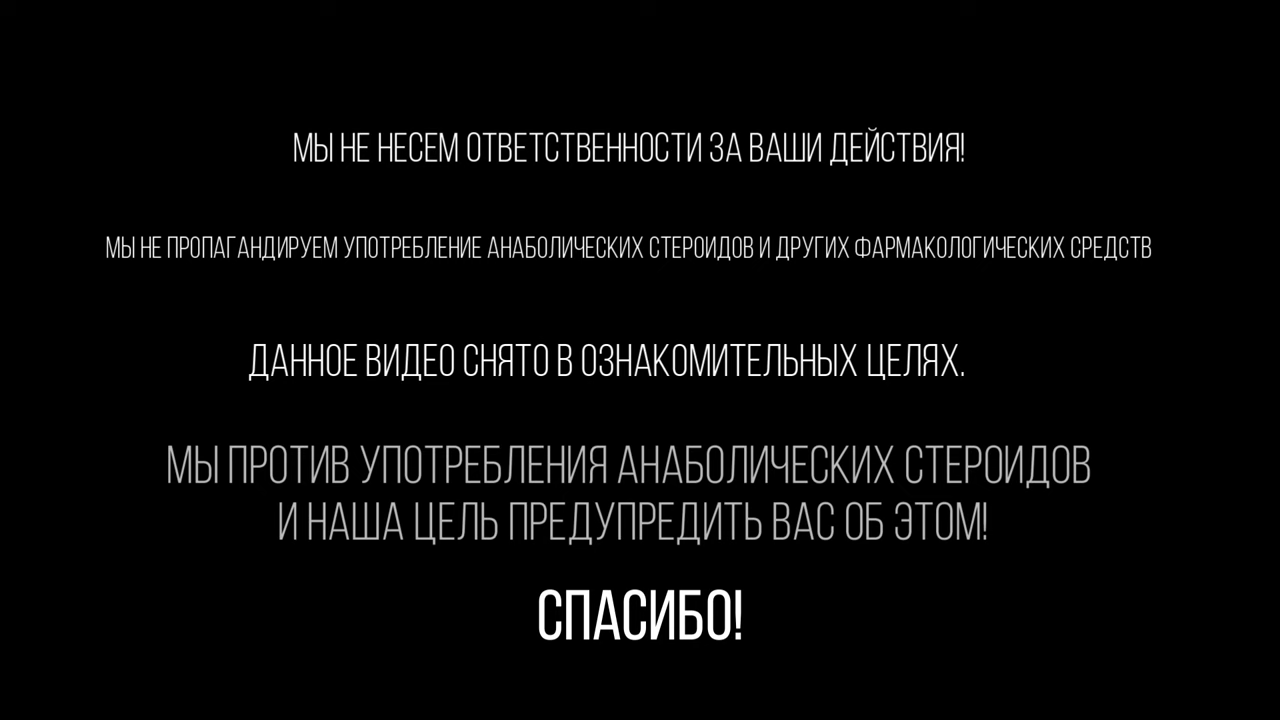 МЫ НЕ НЕСЕМ ОТВЕТСТВЕННОСТИ ЗА ВАШИ ДЕЙСТВИЯ!
МЫ НЕ ПРОПАГАНДИРУЕМ УПОТРЕБЛЕНИЕ АНАБОЛИЧЕСКИХ СТЕРОИДОВ И ДРУГИХ ФАРМАКОЛОГИЧЕСКИХ СРЕДСТВ
ДАННОЕ ВИДЕО СНЯТО В ОЗНАКОМИТЕЛЬНЫХ ЦЕЛЯХ.
МЫ ПРОТИВ УПОТРЕБЛЕНИЯ АНАБОЛИЧЕСКИХ СТЕРОИДОВ
И НАША ЦЕЛЬ ПРЕДУПРЕДИТЬ ВАС ОБ ЭТОМ!
СПАСИБО!